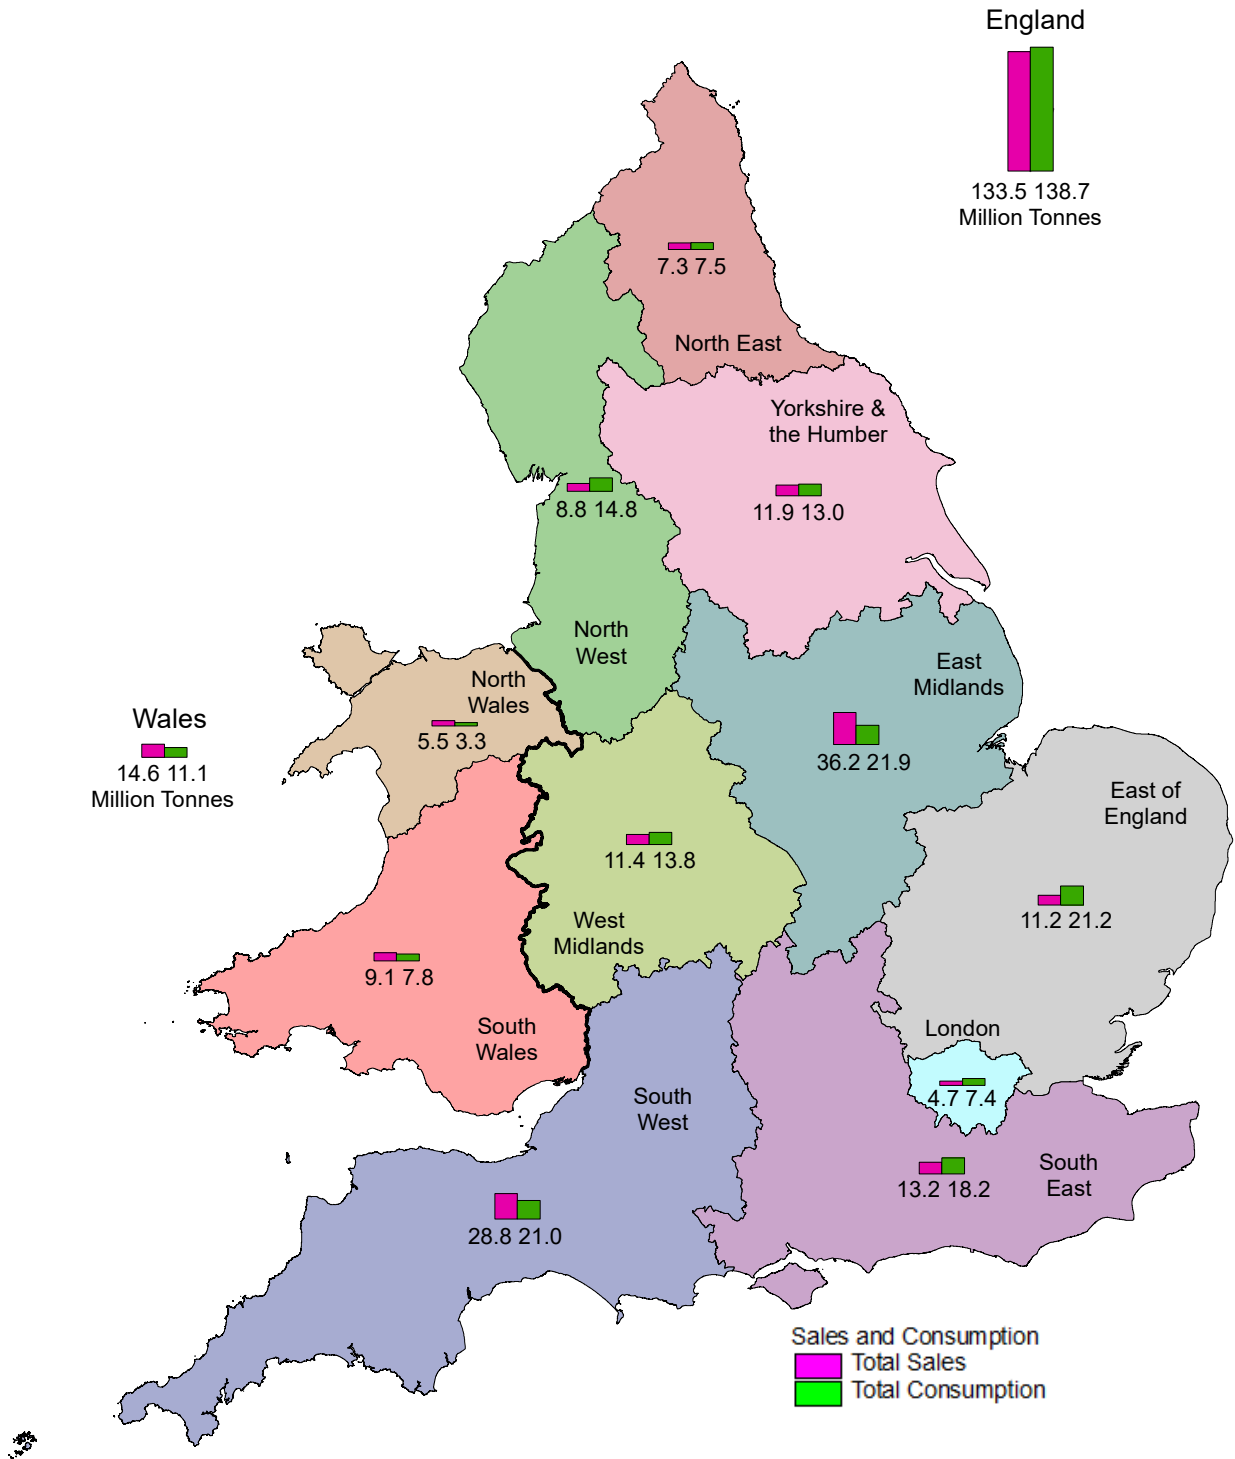 England
133.5 138.7
Million Tonnes
7.3 7.5
North East
Yorkshire &
the Humber
8.8 14.8
11.9 13.0
North
West
East
Midlands
North
Wales
5.5 3.3
Wales
14.6 11.1
Million Tonnes
36.2 21.9
East of
England
11.4 13.8
11.2 21.2
West
Midlands
9.1 7.8
South
Wales
London
4.7 7.4
South
West
13.2 18.2
South
East
28.8 21.0
Sales and Consumption
Total Sales
Total Consumption